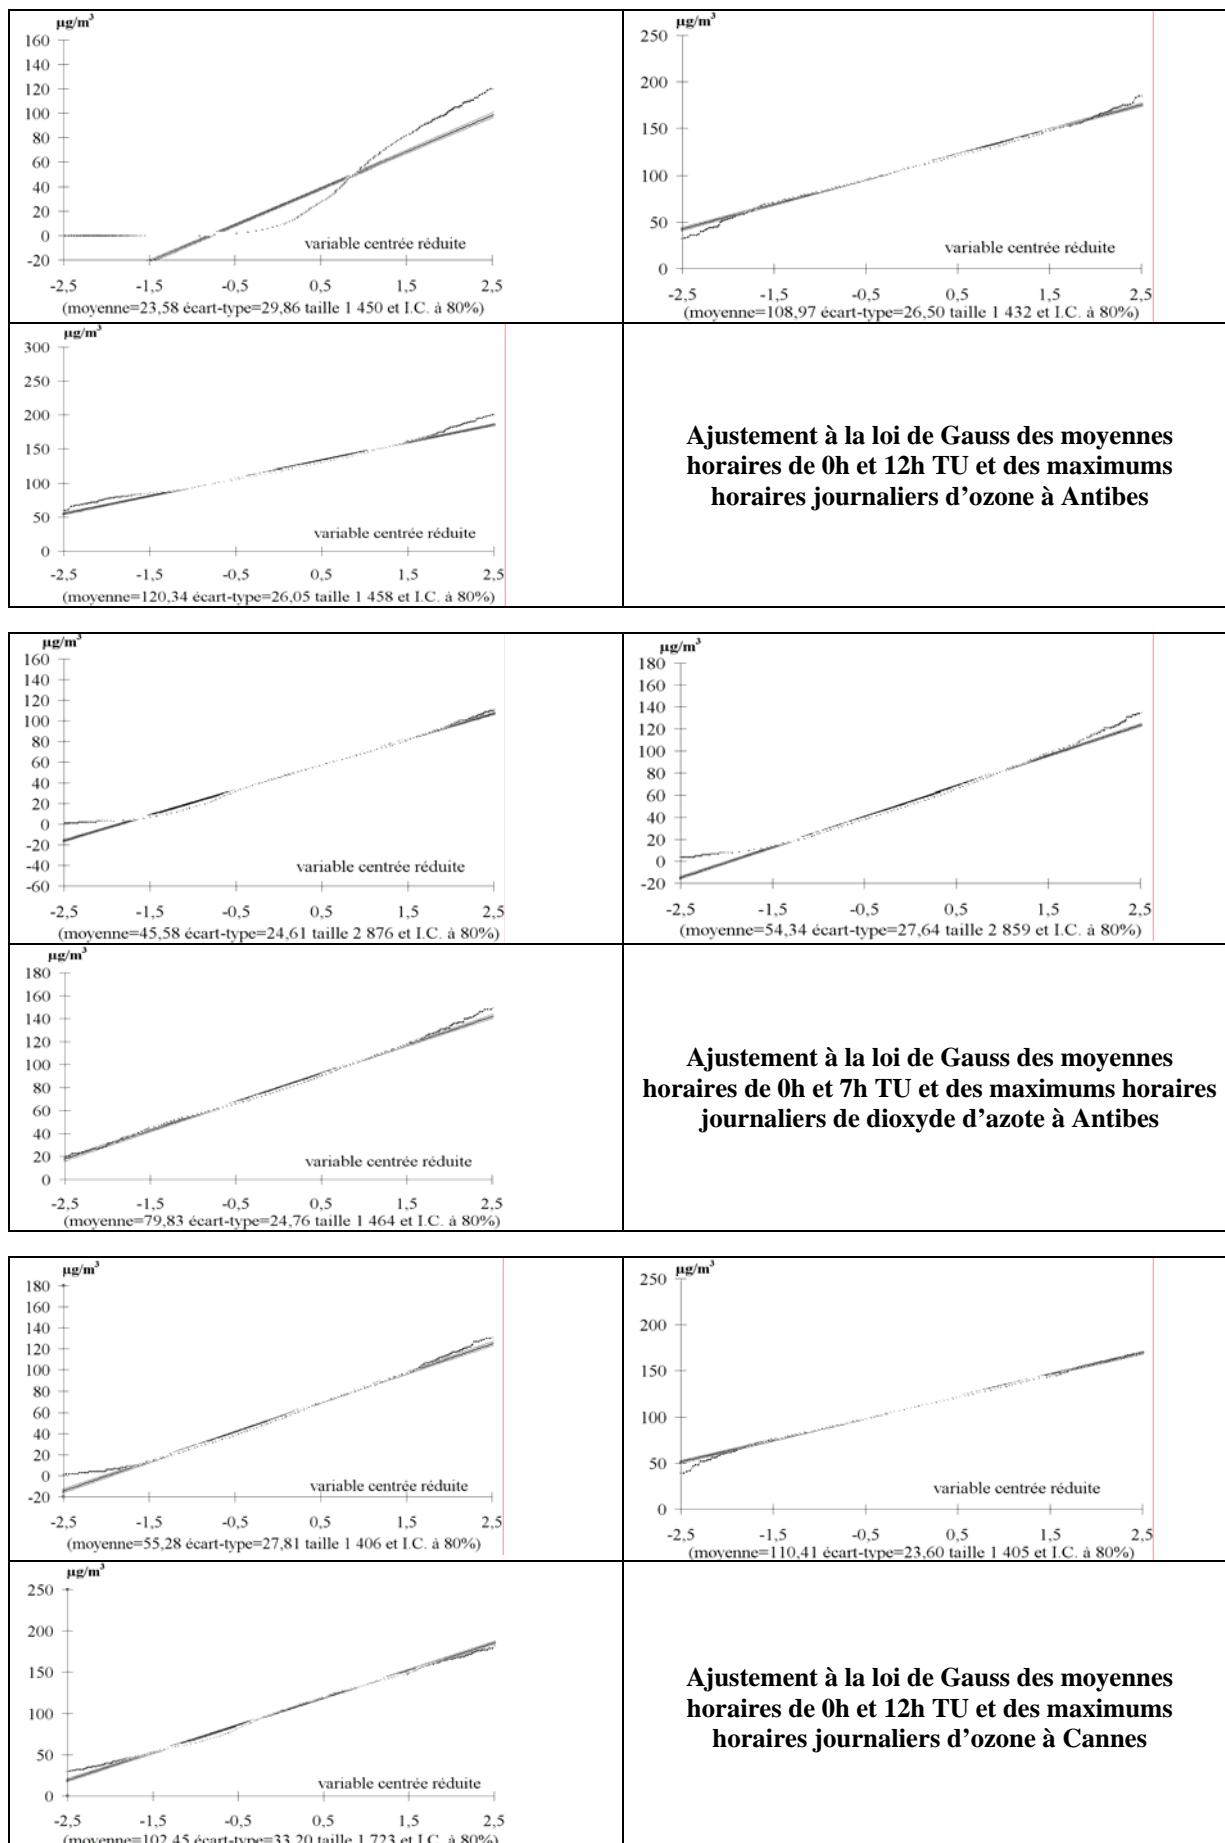 µg/m³
160
140
120
100
80
60
40
20
0
-20
variable centrée réduite
-2,5 -1,5 -0,5 0,5 1,5 2,5
(moyenne=23,58 écart-type=29,86 taille 1 450 et I.C. à 80%)
µg/m³
250
200
150
100
50
0
variable centrée réduite
-2,5 -1,5 -0,5 0,5 1,5 2,5
(moyenne=108,97 écart-type=26,50 taille 1 432 et I.C. à 80%)
µg/m³
300
250
200
150
100
50
0
variable centrée réduite
-2,5 -1,5 -0,5 0,5 1,5 2,5
(moyenne=120,34 écart-type=26,05 taille 1 458 et I.C. à 80%)
Ajustement à la loi de Gauss des moyennes
horaires de 0h et 12h TU et des maximums
horaires journaliers d’ozone à Antibes
µg/m³
160
140
120
100
80
60
40
20
0
-20
-40
-60
variable centrée réduite
-2,5 -1,5 -0,5 0,5 1,5 2,5
(moyenne=45,58 écart-type=24,61 taille 2 876 et I.C. à 80%)
µg/m³
180
160
140
120
100
80
60
40
20
0
-20
variable centrée réduite
-2,5 -1,5 -0,5 0,5 1,5 2,5
(moyenne=54,34 écart-type=27,64 taille 2 859 et I.C. à 80%)
µg/m³
180
160
140
120
100
80
60
40
20
0
variable centrée réduite
-2,5 -1,5 -0,5 0,5 1,5 2,5
(moyenne=79,83 écart-type=24,76 taille 1 464 et I.C. à 80%)
Ajustement à la loi de Gauss des moyennes
horaires de 0h et 7h TU et des maximums horaires
journaliers de dioxyde d’azote à Antibes
µg/m³
180
160
140
120
100
80
60
40
20
0
-20
variable centrée réduite
-2,5 -1,5 -0,5 0,5 1,5 2,5
(moyenne=55,28 écart-type=27,81 taille 1 406 et I.C. à 80%)
µg/m³
250
200
150
100
50
0
variable centrée réduite
-2,5 -1,5 -0,5 0,5 1,5 2,5
(moyenne=110,41 écart-type=23,60 taille 1 405 et I.C. à 80%)
µg/m³
250
200
150
100
50
0
variable centrée réduite
-2,5 -1,5 -0,5 0,5 1,5 2,5
(moyenne=102,45 écart-type=33,20 taille 1 723 et I.C. à 80%)
Ajustement à la loi de Gauss des moyennes
horaires de 0h et 12h TU et des maximums
horaires journaliers d’ozone à Cannes